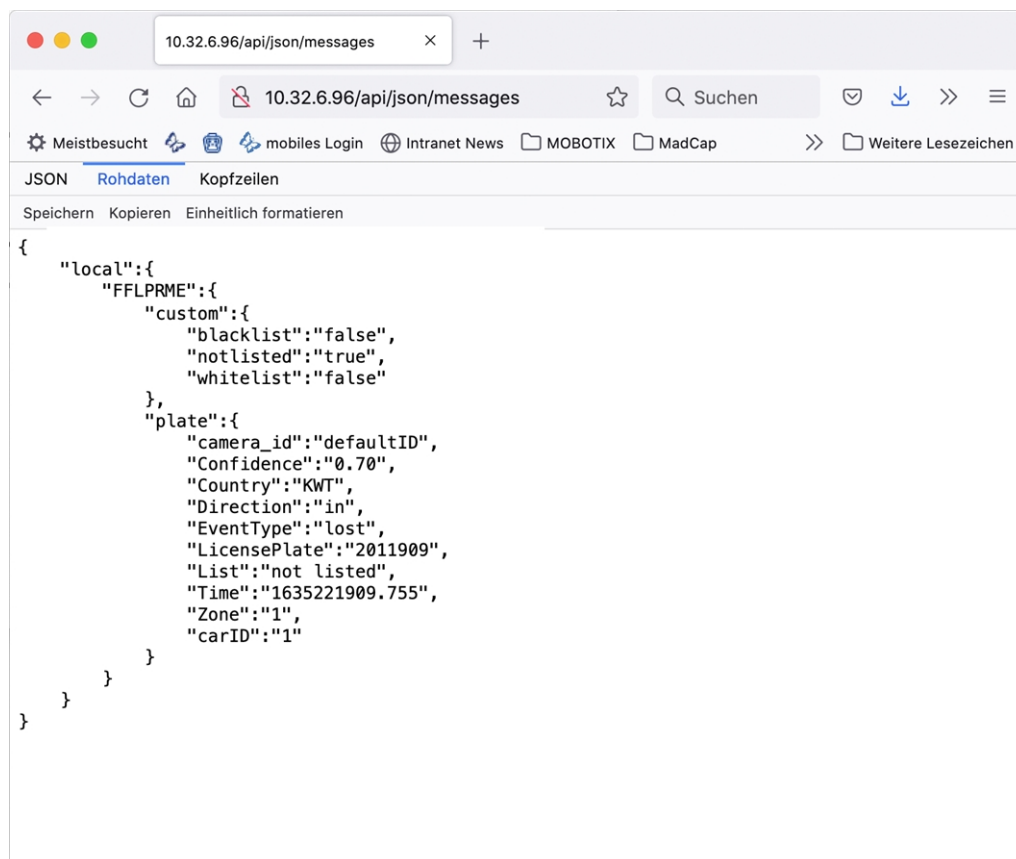 10.32.6.96/api/json/messages
10.32.6.96/api/json/messages
Suchen
Meistbesucht mobiles Login Intranet News MOBOTIX MadCap Weitere Lesezeichen
JSON Rohdaten Kopfzeilen
Speichern Kopieren Einheitlich formatieren
{
    "local":{
        "FFLPRME":{
            "custom":{
                "blacklist":"false",
                "notlisted":"true",
                "whitelist":"false"
            },
            "plate":{
                "camera_id":"defaultID",
                "Confidence":"0.70",
                "Country":"KWT",
                "Direction":"in",
                "EventType":"lost",
                "LicensePlate":"2011909",
                "List":"not listed",
                "Time":"1635221909.755",
                "Zone":"1",
                "carID":"1"
            }
        }
    }
}